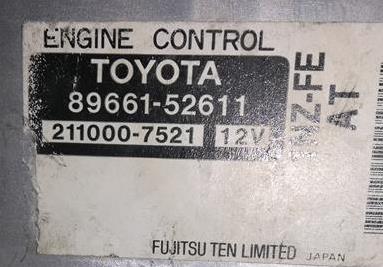 ENGINE CONTROL
TOYOTA
89661-52611
211000-7521 12V
NZ-FE
AT
FUJITSU TEN LIMITED JAPAN